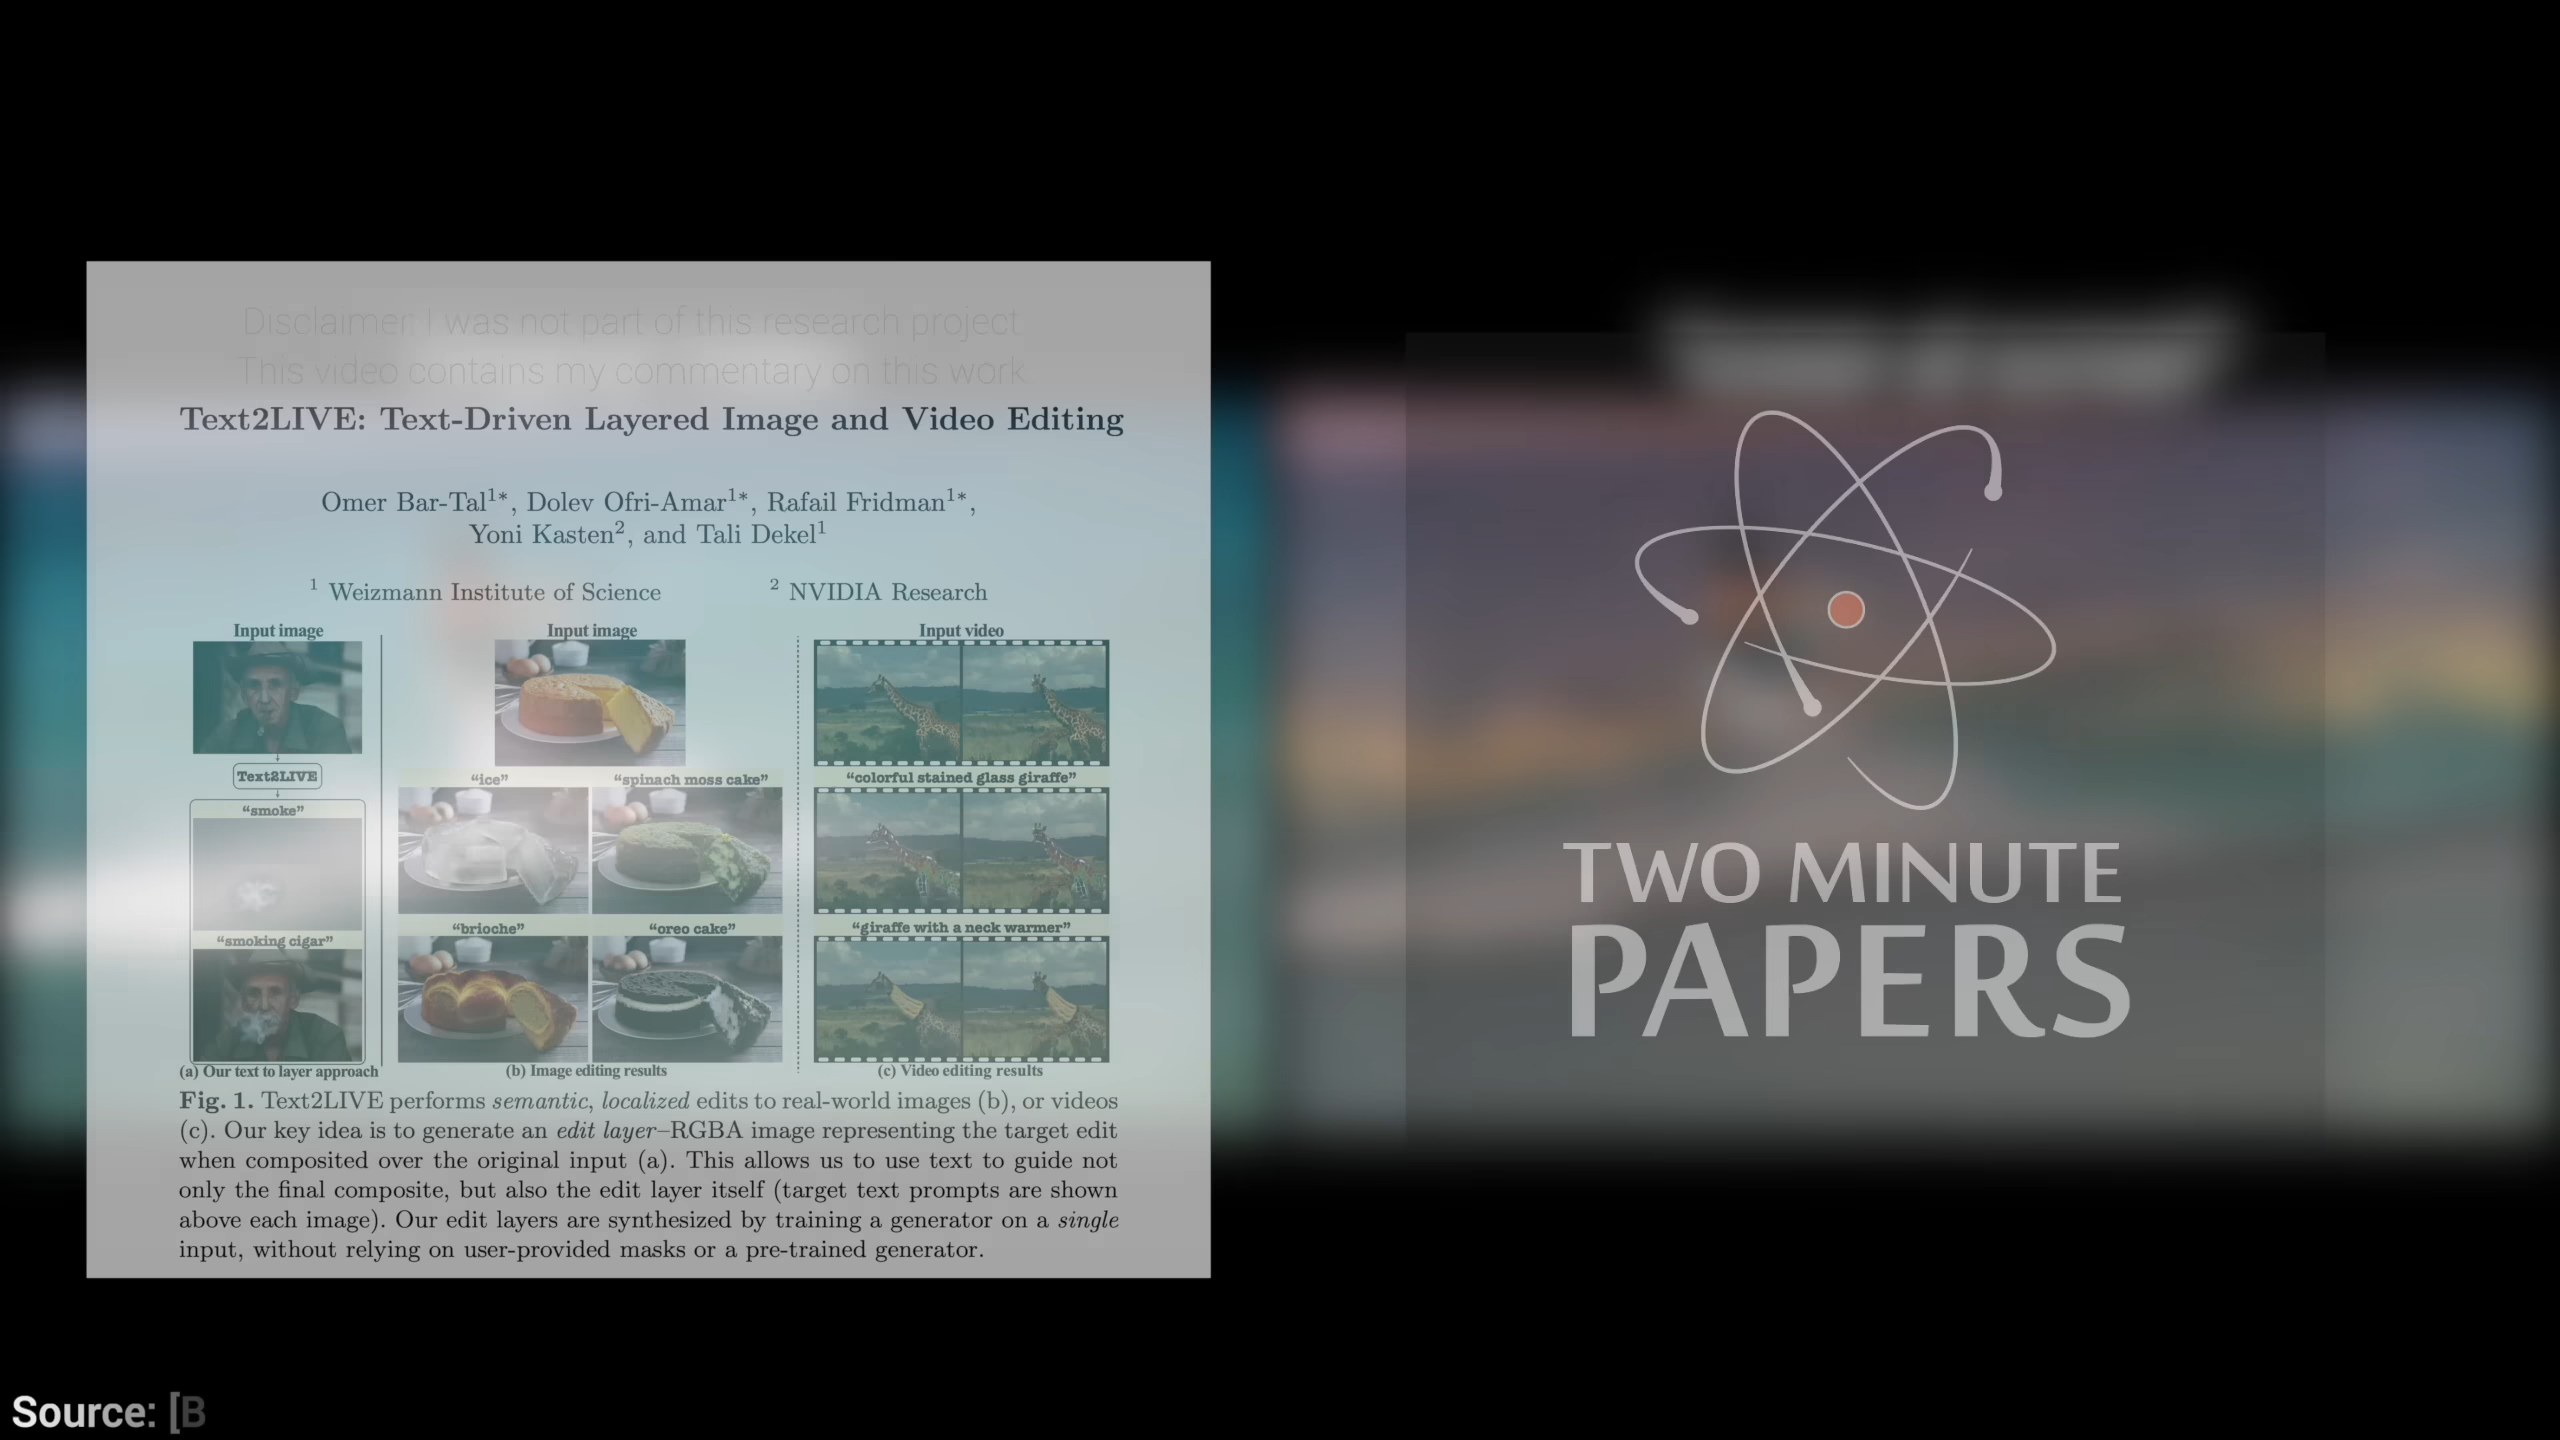 Disclaimer: I was not part of this research project.
This video contains my commentary on this work.
Text2LIVE: Text-Driven Layered Image and Video Editing
Omer Bar-Tal¹*, Dolev Ofri-Amar¹*, Rafail Fridman¹*,
Yoni Kasten², and Tali Dekel¹
¹ Weizmann Institute of Science ² NVIDIA Research
Input image
Text2LIVE
"smoke"
"smoking cigar"
(a) Our text to layer approach
Input image
"ice" "spinach moss cake"
"brioche" "oreo cake"
(b) Image editing results
Input video
"colorful stained glass giraffe"
"giraffe with a neck warmer"
(c) Video editing results
Fig. 1. Text2LIVE performs semantic, localized edits to real-world images (b), or videos
(c). Our key idea is to generate an edit layer–RGBA image representing the target edit
when composited over the original input (a). This allows us to use text to guide not
only the final composite, but also the edit layer itself (target text prompts are shown
above each image). Our edit layers are synthesized by training a generator on a single
input, without relying on user-provided masks or a pre-trained generator.
TWO MINUTE
PAPERS
Source: [B